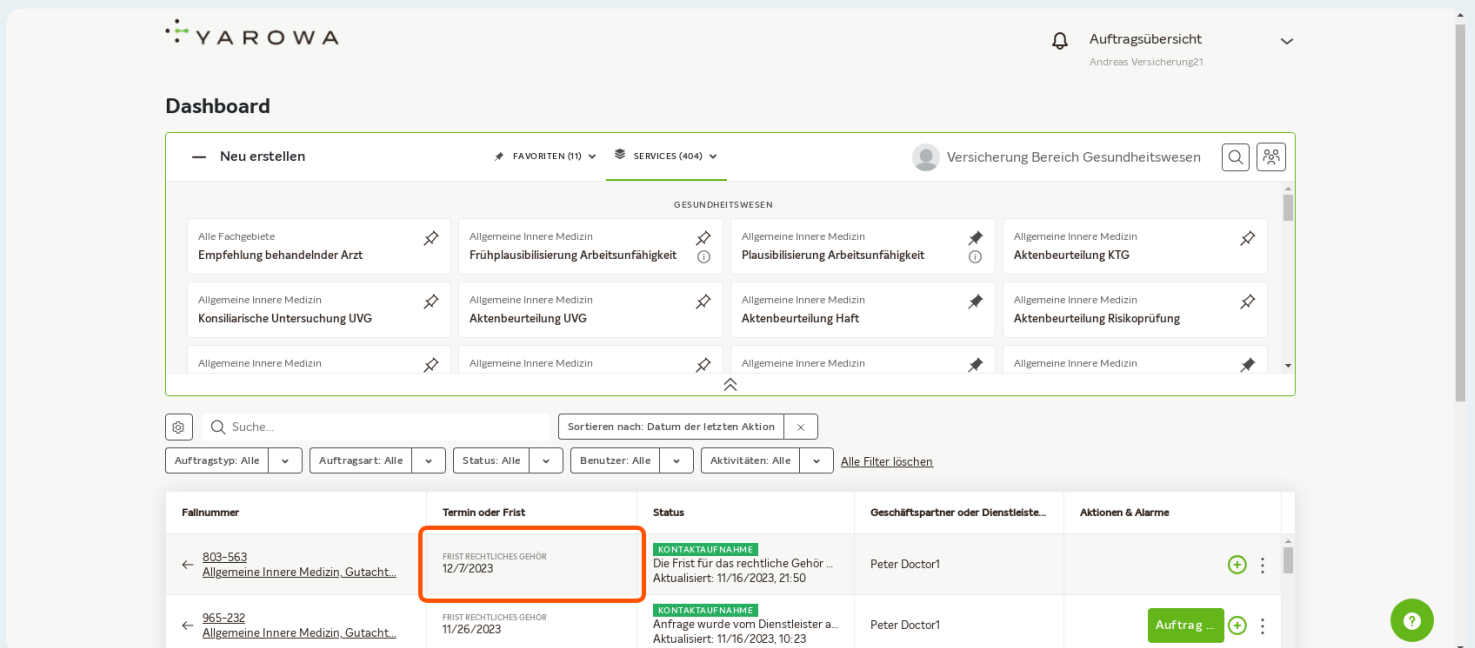 YAROWA
Auftragsübersicht
Andreas Versicherung21
Dashboard
Neu erstellen
FAVORITEN (11)
SERVICES (404)
Versicherung Bereich Gesundheitswesen
GESUNDHEITSWESEN
Alle Fachgebiete
Empfehlung behandelnder Arzt
Allgemeine Innere Medizin
Frühplausibilisierung Arbeitsunfähigkeit
Allgemeine Innere Medizin
Plausibilisierung Arbeitsunfähigkeit
Allgemeine Innere Medizin
Aktenbeurteilung KTG
Allgemeine Innere Medizin
Konsiliarische Untersuchung UVG
Allgemeine Innere Medizin
Aktenbeurteilung UVG
Allgemeine Innere Medizin
Aktenbeurteilung Haft
Allgemeine Innere Medizin
Aktenbeurteilung Risikoprüfung
Allgemeine Innere Medizin
Allgemeine Innere Medizin
Allgemeine Innere Medizin
Allgemeine Innere Medizin
Suche...
Sortieren nach: Datum der letzten Aktion
Auftragstyp: Alle
Auftragsart: Alle
Status: Alle
Benutzer: Alle
Aktivitäten: Alle
Alle Filter löschen
Fallnummer
Termin oder Frist
Status
Geschäftspartner oder Dienstleiste...
Aktionen & Alarme
803-563
Allgemeine Innere Medizin, Gutacht...
FRIST RECHTLICHES GEHÖR
12/7/2023
KONTAKTAUFNAHME
Die Frist für das rechtliche Gehör ...
Aktualisiert: 11/16/2023, 21:50
Peter Doctor1
965-232
Allgemeine Innere Medizin, Gutacht...
FRIST RECHTLICHES GEHÖR
11/26/2023
KONTAKTAUFNAHME
Anfrage wurde vom Dienstleister a...
Aktualisiert: 11/16/2023, 10:23
Peter Doctor1
Auftrag ...